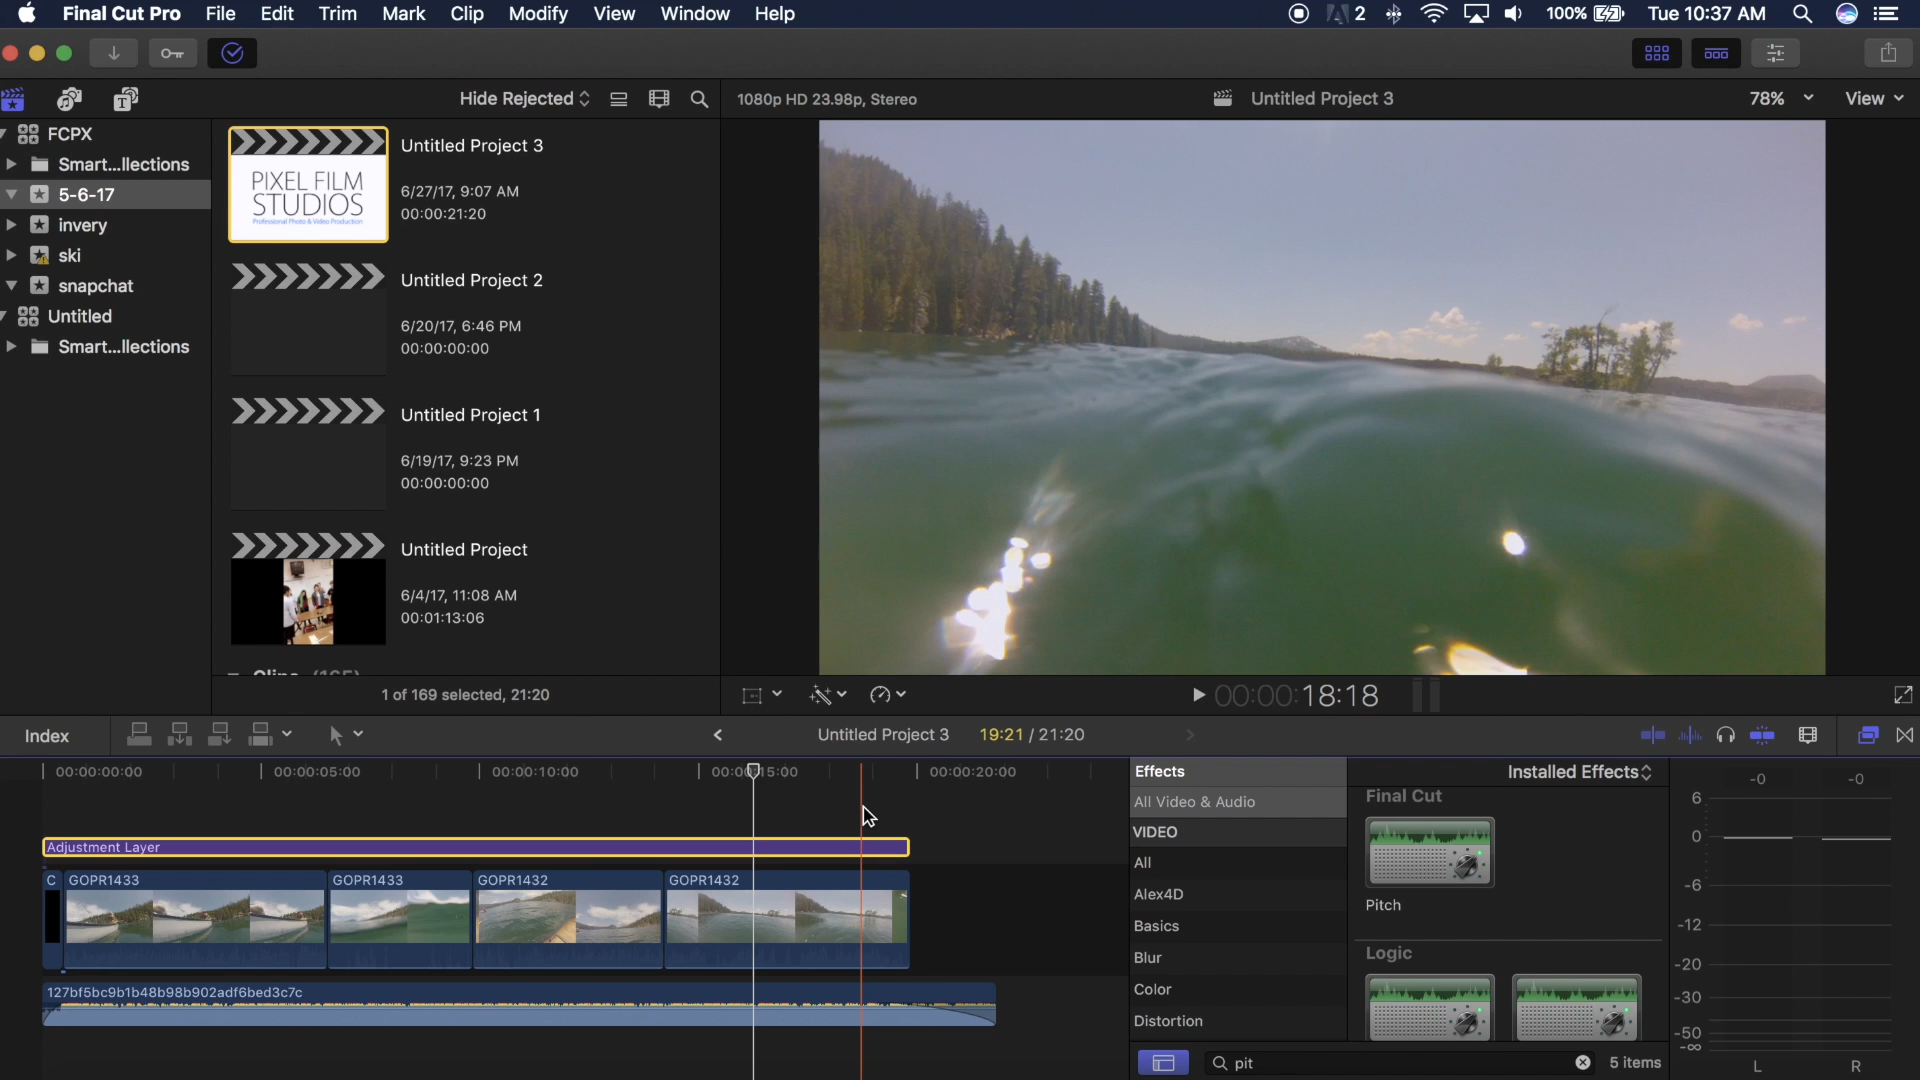 Final Cut Pro File Edit Trim Mark Clip Modify View Window Help
2 100% Tue 10:37 AM
Hide Rejected
1080p HD 23.98p, Stereo
Untitled Project 3
78% View
FCPX
Smart...llections
5-6-17
invery
ski
snapchat
Untitled
Smart...llections
PIXEL FILM
STUDIOS
Professional Photo & Video Production
Untitled Project 3
6/27/17, 9:07 AM
00:00:21:20
Untitled Project 2
6/20/17, 6:46 PM
00:00:00:00
Untitled Project 1
6/19/17, 9:23 PM
00:00:00:00
Untitled Project
6/4/17, 11:08 AM
00:01:13:06
1 of 169 selected, 21:20
00:00:18:18
Index
Untitled Project 3 19:21 / 21:20
00:00:00:00 00:00:05:00 00:00:10:00 00:00:15:00 00:00:20:00
Adjustment Layer
C GOPR1433 GOPR1433 GOPR1432 GOPR1432
127bf5bc9b1b48b98b902adf6bed3c7c
Effects
All Video & Audio
VIDEO
All
Alex4D
Basics
Blur
Color
Distortion
Installed Effects
Final Cut
Pitch
Logic
pit
5 items
-0 -0
6
0
-6
-12
-20
-30
-50
-∞
L R